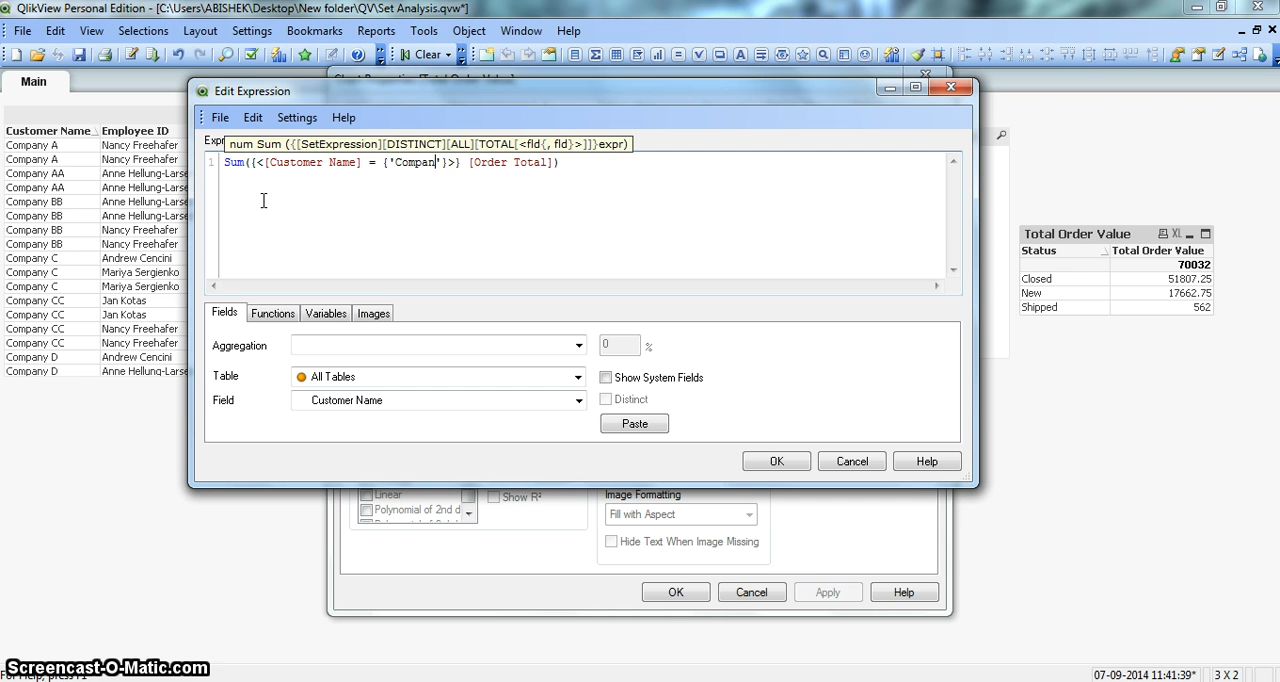 QlikView Personal Edition - [C:\Users\ABISHEK\Desktop\New folder\QV\Set Analysis.qvw*]
File Edit View Selections Layout Settings Bookmarks Reports Tools Object Window Help
Clear
Main
Edit Expression
File Edit Settings Help
num Sum ({[SetExpression][DISTINCT][ALL][TOTAL[<fld{, fld}>]]}expr)
1 Sum({<[Customer Name] = {'Compan'}>} [Order Total])
Customer Name Employee ID
Company A Nancy Freehafer
Company A Nancy Freehafer
Company AA Nancy Freehafer
Company AA Anne Hellung-Larse
Company AA Anne Hellung-Larse
Company BB Anne Hellung-Larse
Company BB Anne Hellung-Larse
Company BB Nancy Freehafer
Company BB Nancy Freehafer
Company C Andrew Cencini
Company C Mariya Sergienko
Company C Mariya Sergienko
Company CC Jan Kotas
Company CC Jan Kotas
Company CC Nancy Freehafer
Company CC Nancy Freehafer
Company D Andrew Cencini
Company D Anne Hellung-Larse
Fields Functions Variables Images
Aggregation 0 %
Table All Tables Show System Fields
Field Customer Name Distinct
Paste
OK Cancel Help
Total Order Value XL
Status Total Order Value
70032
Closed 51807.25
New 17662.75
Shipped 562
Linear Show R²
Polynomial of 2nd d
Image Formatting
Fill with Aspect
Hide Text When Image Missing
OK Cancel Apply Help
Screencast-O-Matic.com
07-09-2014 11:41:39* 3 X 2